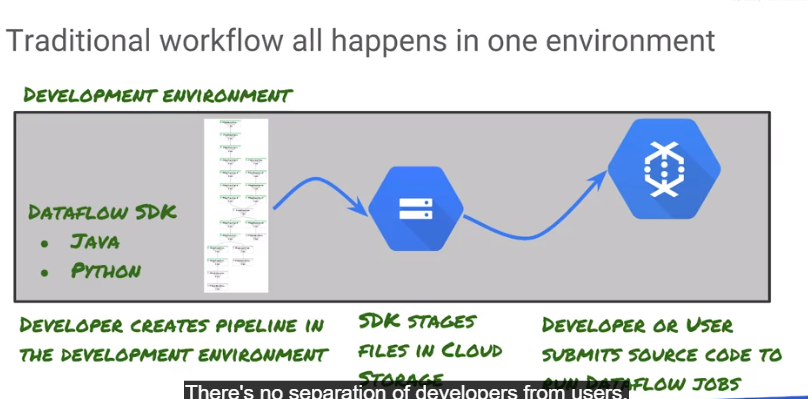 Traditional workflow all happens in one environment
Development environment
Dataflow SDK
• Java
• Python
Developer creates pipeline in
the development environment
SDK stages
files in Cloud
Storage
Developer or User
submits source code to
run Dataflow jobs
There's no separation of developers from users,